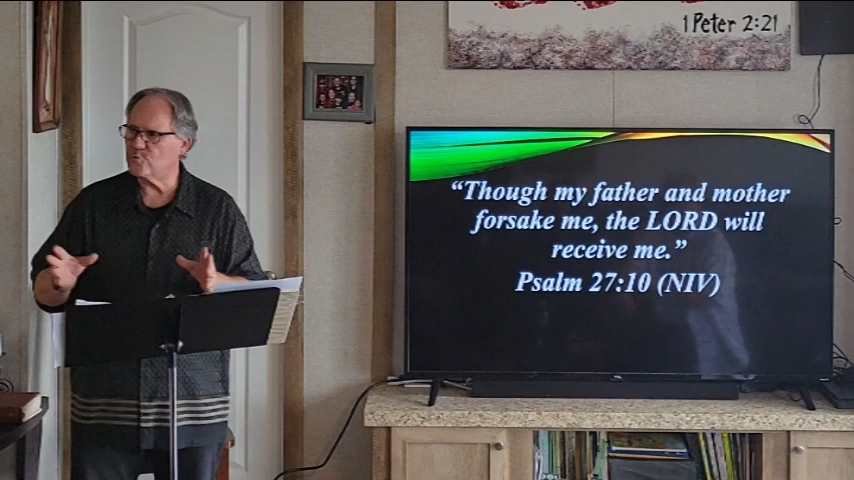 1 Peter 2:21
“Though my father and mother
forsake me, the LORD will
receive me.”
Psalm 27:10 (NIV)